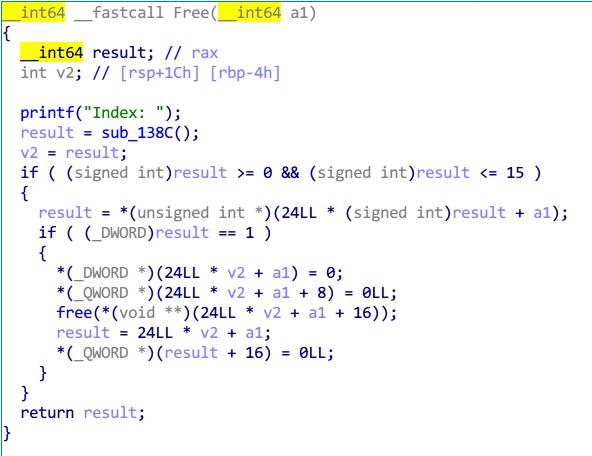 __int64 __fastcall Free(__int64 a1)
{
  __int64 result; // rax
  int v2; // [rsp+1Ch] [rbp-4h]

  printf("Index: ");
  result = sub_138C();
  v2 = result;
  if ( (signed int)result >= 0 && (signed int)result <= 15 )
  {
    result = *(unsigned int *)(24LL * (signed int)result + a1);
    if ( (_DWORD)result == 1 )
    {
      *(_DWORD *)(24LL * v2 + a1) = 0;
      *(_QWORD *)(24LL * v2 + a1 + 8) = 0LL;
      free(*(void **)(24LL * v2 + a1 + 16));
      result = 24LL * v2 + a1;
      *(_QWORD *)(result + 16) = 0LL;
    }
  }
  return result;
}